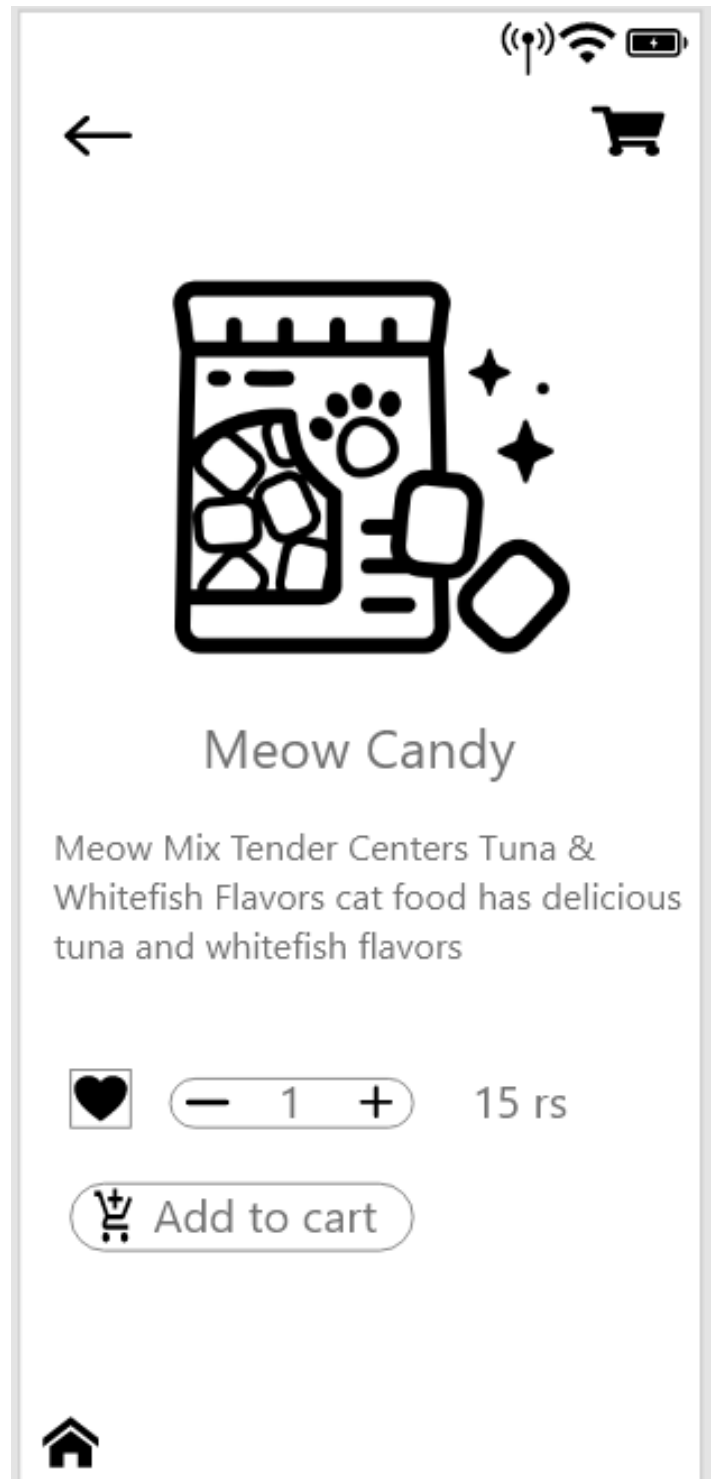 Meow Candy
Meow Mix Tender Centers Tuna &
Whitefish Flavors cat food has delicious
tuna and whitefish flavors
1 15 rs
Add to cart